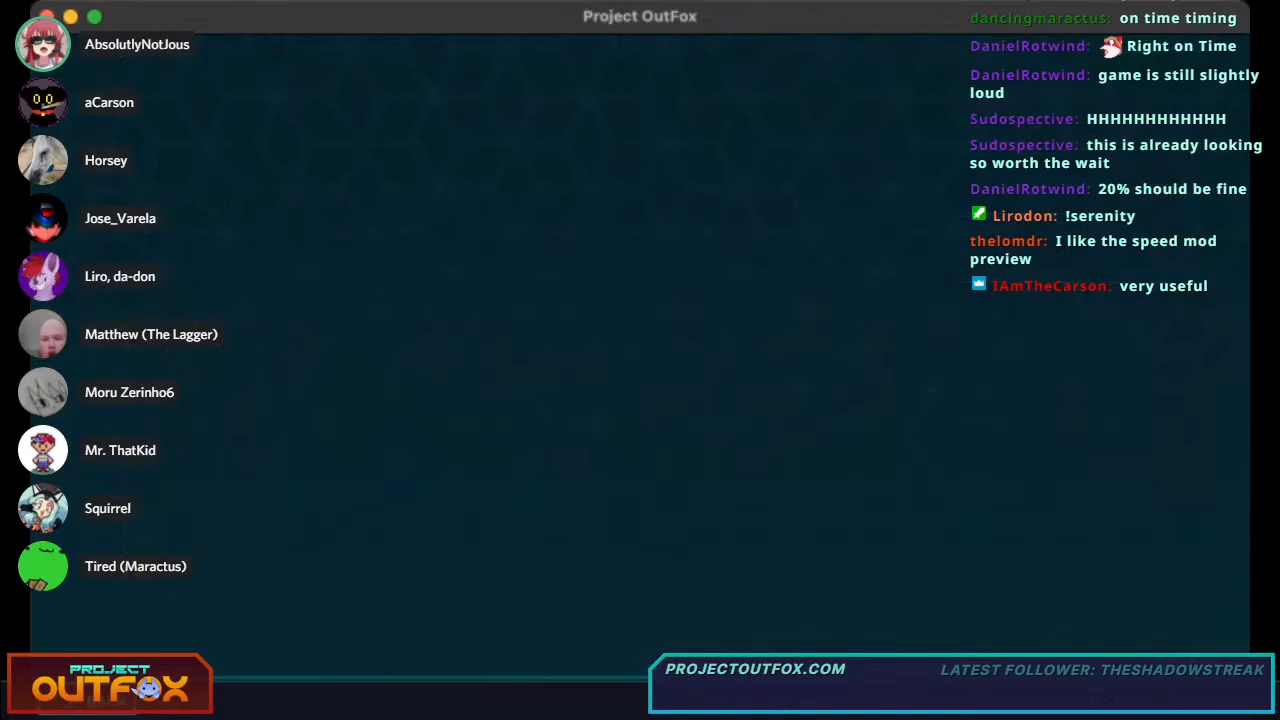 Project OutFox
AbsolutlyNotJous
aCarson
Horsey
Jose_Varela
Liro, da-don
Matthew (The Lagger)
Moru Zerinho6
Mr. ThatKid
Squirrel
Tired (Maractus)
dancingmaractus: on time timing
DanielRotwind: Right on Time
DanielRotwind: game is still slightly
loud
Sudospective: HHHHHHHHHHHH
Sudospective: this is already looking
so worth the wait
DanielRotwind: 20% should be fine
Lirodon: !serenity
thelomdr: I like the speed mod
preview
IAmTheCarson: very useful
PROJECT
OUTFOX
PROJECTOUTFOX.COM
LATEST FOLLOWER: THESHADOWSTREAK